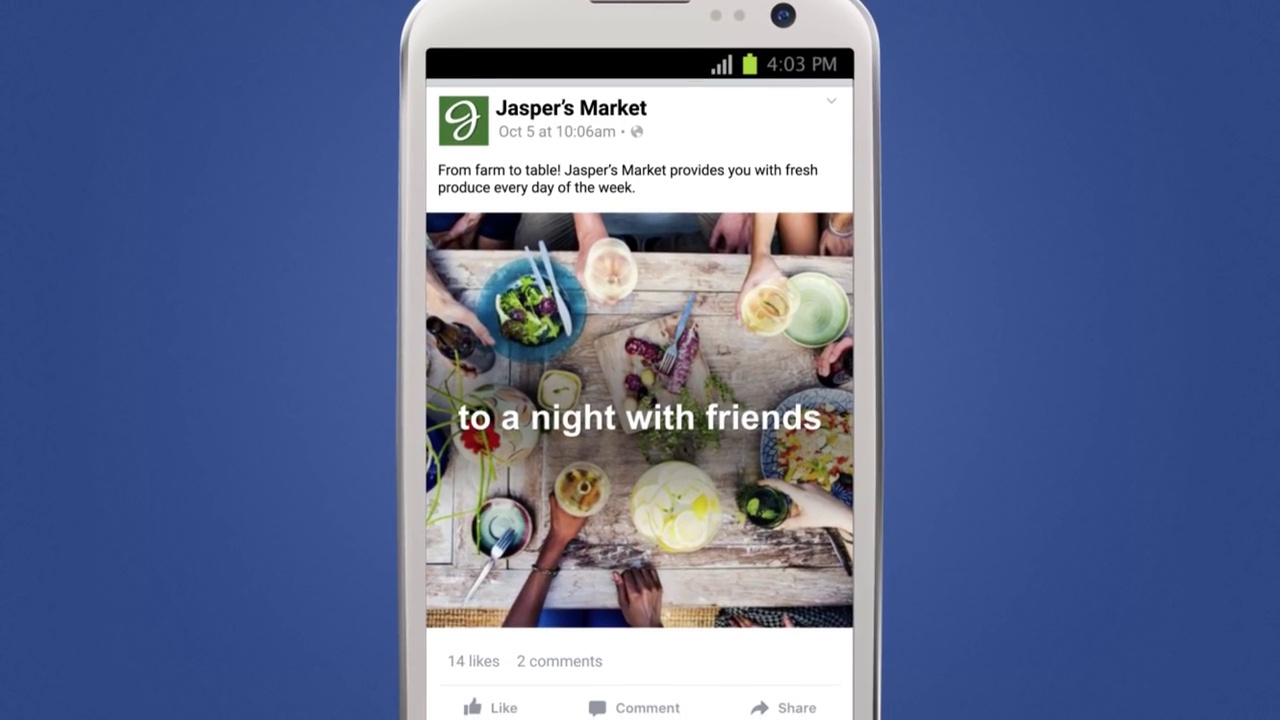 4:03 PM
Jasper's Market
Oct 5 at 10:06am •
From farm to table! Jasper's Market provides you with fresh
produce every day of the week.
to a night with friends
14 likes 2 comments
Like Comment Share